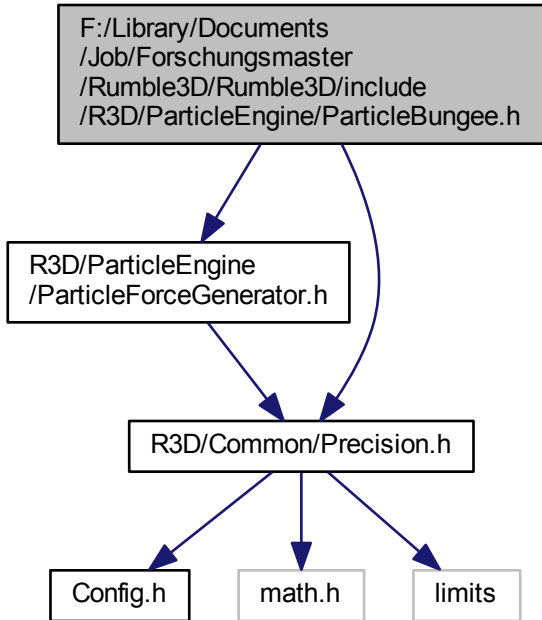 F:/Library/Documents
/Job/Forschungsmaster
/Rumble3D/Rumble3D/include
/R3D/ParticleEngine/ParticleBungee.h
R3D/ParticleEngine
/ParticleForceGenerator.h
R3D/Common/Precision.h
Config.h
math.h
limits